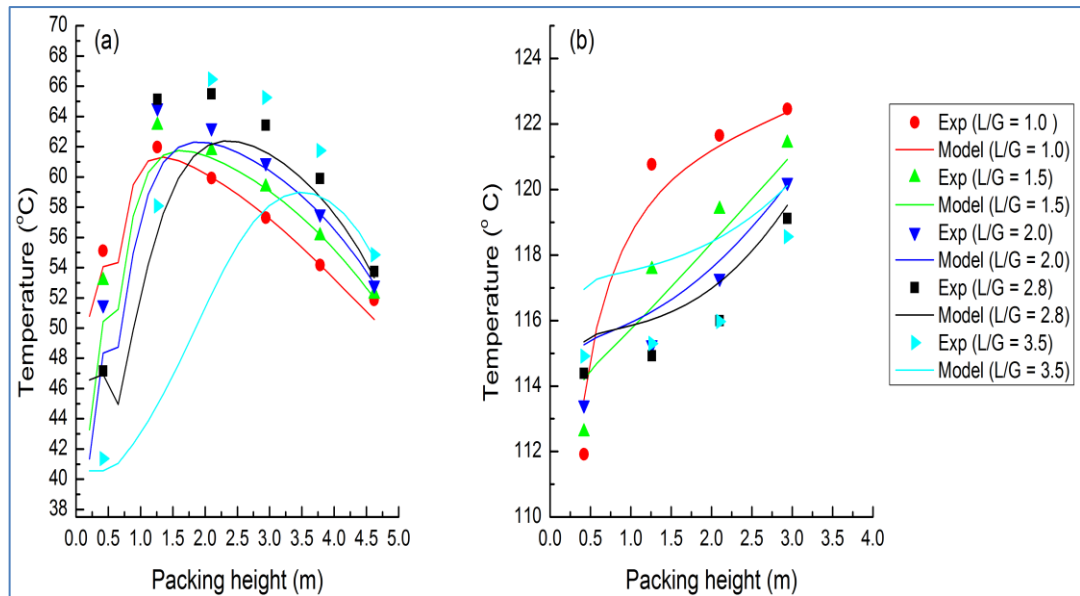 (a)
70
68
66
64
62
60
58
56
54
52
50
48
46
44
42
40
38
0.0 0.5 1.0 1.5 2.0 2.5 3.0 3.5 4.0 4.5 5.0
Temperature (°C)
Packing height (m)
(b)
124
122
120
118
116
114
112
110
0.0 0.5 1.0 1.5 2.0 2.5 3.0 3.5 4.0
Temperature (° C)
Packing height (m)
Exp (L/G = 1.0 )
Model (L/G = 1.0)
Exp (L/G = 1.5)
Model (L/G = 1.5)
Exp (L/G = 2.0)
Model (L/G = 2.0)
Exp (L/G = 2.8)
Model (L/G = 2.8)
Exp (L/G = 3.5)
Model (L/G = 3.5)